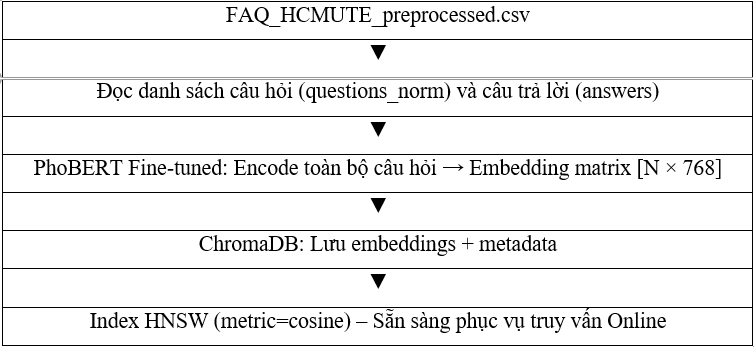 FAQ_HCMUTE_preprocessed.csv
▼
Đọc danh sách câu hỏi (questions_norm) và câu trả lời (answers)
▼
PhoBERT Fine-tuned: Encode toàn bộ câu hỏi → Embedding matrix [N × 768]
▼
ChromaDB: Lưu embeddings + metadata
▼
Index HNSW (metric=cosine) – Sẵn sàng phục vụ truy vấn Online